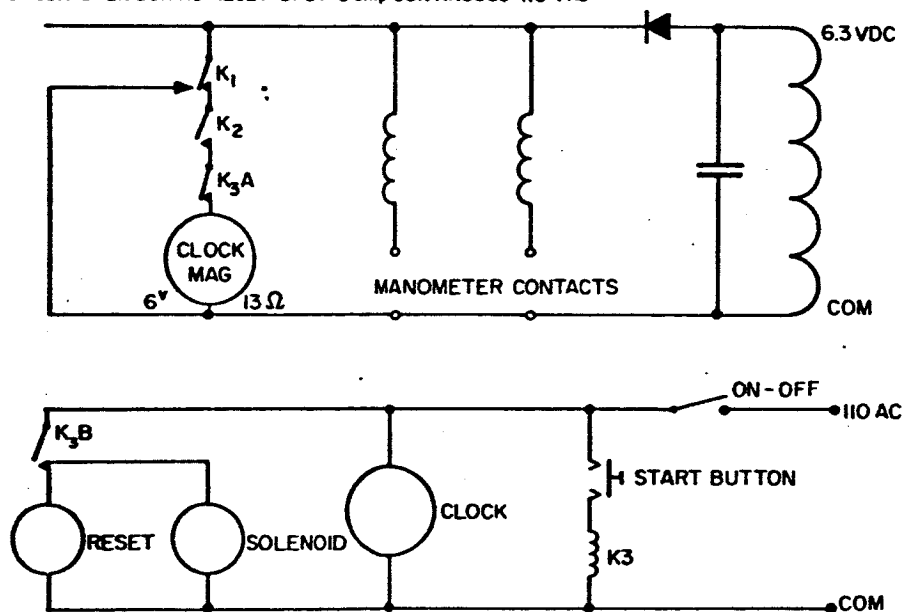 6.3 VDC
K₁
K₂
K₃A
CLOCK
MAG
6ᵛ 13 Ω
MANOMETER CONTACTS
COM
ON-OFF
110 AC
K₃B
START BUTTON
CLOCK
RESET
SOLENOID
K3
COM